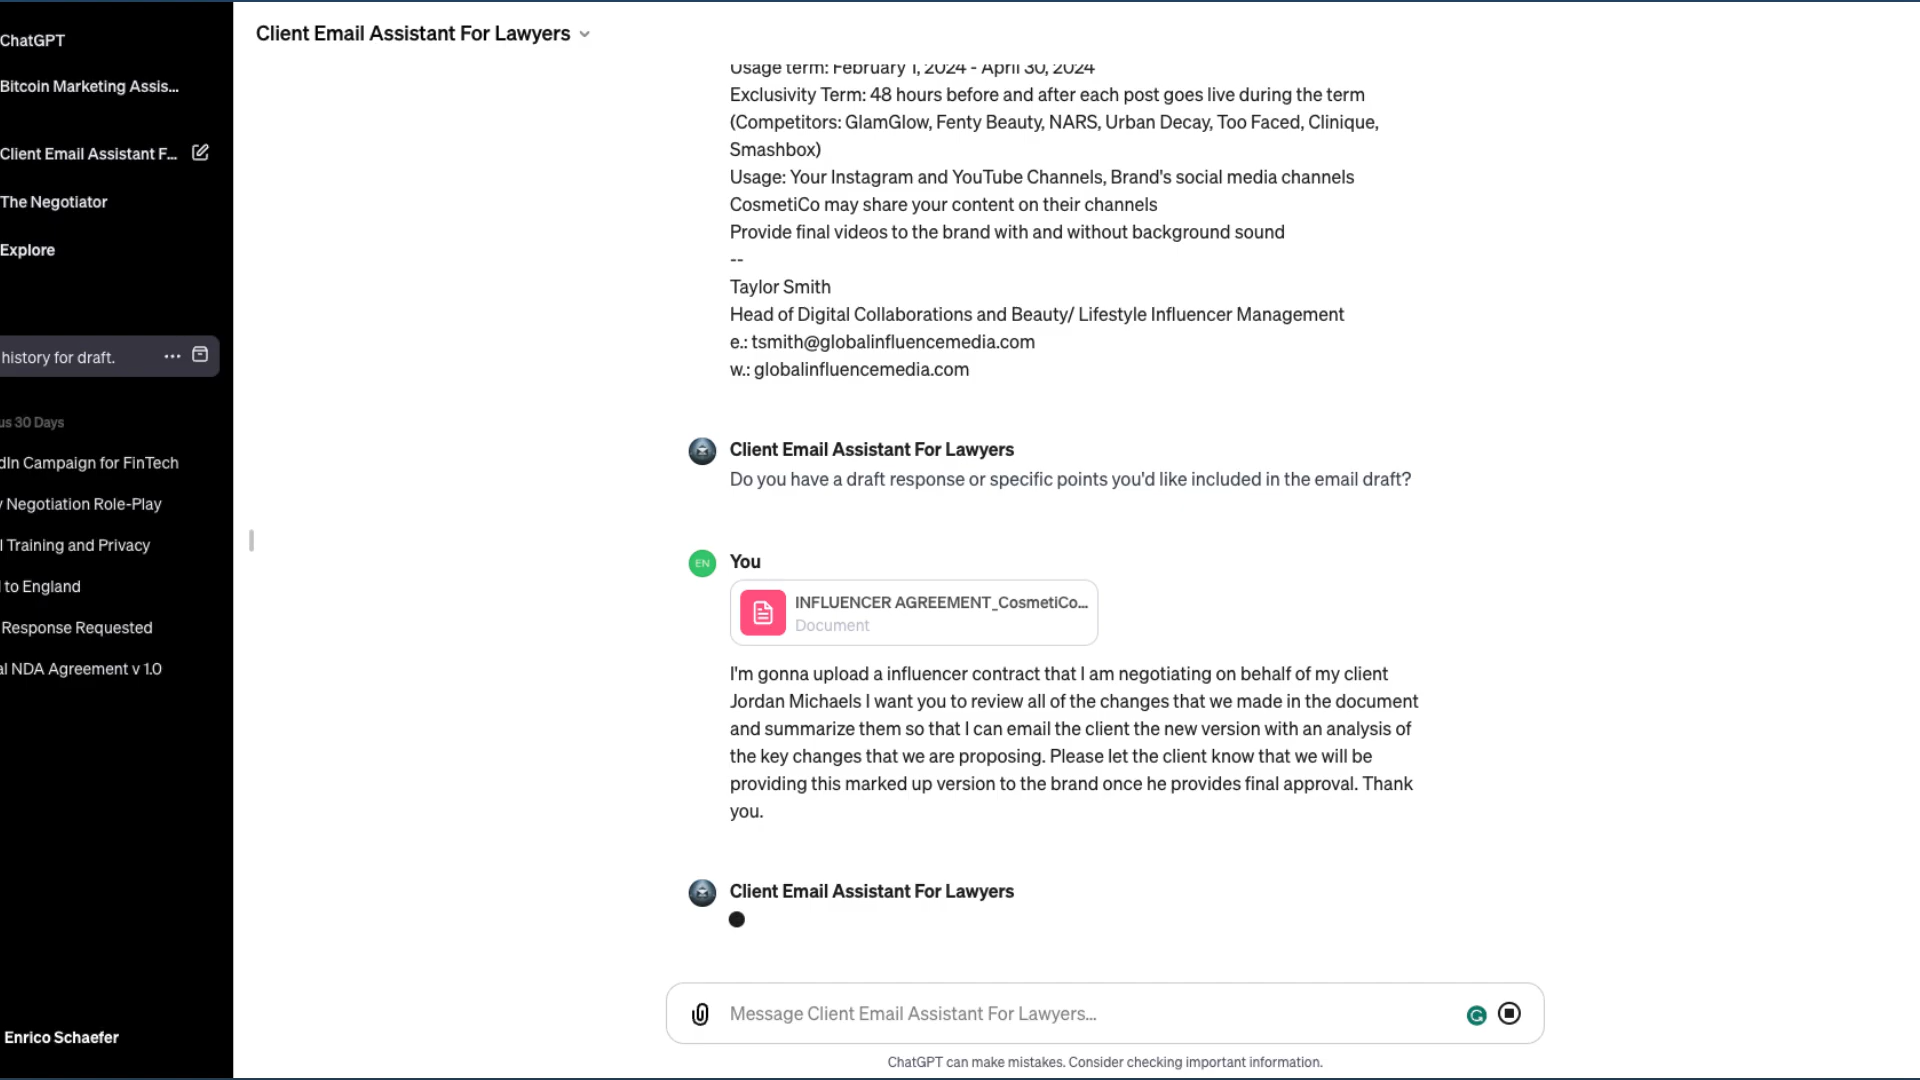 ChatGPT
Bitcoin Marketing Assis...
Client Email Assistant F...
The Negotiator
Explore
history for draft.
us 30 Days
dIn Campaign for FinTech
y Negotiation Role-Play
l Training and Privacy
l to England
Response Requested
al NDA Agreement v 1.0
Enrico Schaefer
Client Email Assistant For Lawyers
Usage term: February 1, 2024 - April 30, 2024
Exclusivity Term: 48 hours before and after each post goes live during the term
(Competitors: GlamGlow, Fenty Beauty, NARS, Urban Decay, Too Faced, Clinique,
Smashbox)
Usage: Your Instagram and YouTube Channels, Brand's social media channels
CosmetiCo may share your content on their channels
Provide final videos to the brand with and without background sound
--
Taylor Smith
Head of Digital Collaborations and Beauty/ Lifestyle Influencer Management
e.: tsmith@globalinfluencemedia.com
w.: globalinfluencemedia.com
Client Email Assistant For Lawyers
Do you have a draft response or specific points you'd like included in the email draft?
EN
You
INFLUENCER AGREEMENT_CosmetiCo...
Document
I'm gonna upload a influencer contract that I am negotiating on behalf of my client
Jordan Michaels I want you to review all of the changes that we made in the document
and summarize them so that I can email the client the new version with an analysis of
the key changes that we are proposing. Please let the client know that we will be
providing this marked up version to the brand once he provides final approval. Thank
you.
Client Email Assistant For Lawyers
Message Client Email Assistant For Lawyers...
ChatGPT can make mistakes. Consider checking important information.